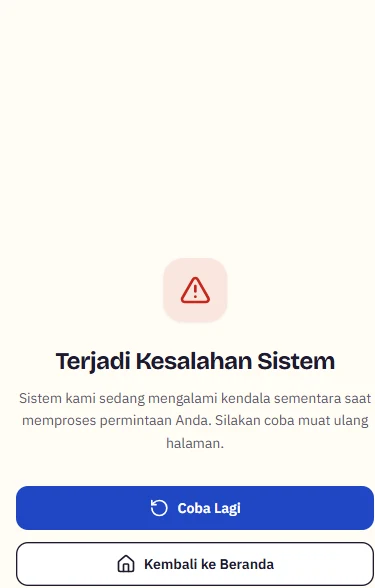 Terjadi Kesalahan Sistem
Sistem kami sedang mengalami kendala sementara saat
memproses permintaan Anda. Silakan coba muat ulang
halaman.
Coba Lagi
Kembali ke Beranda